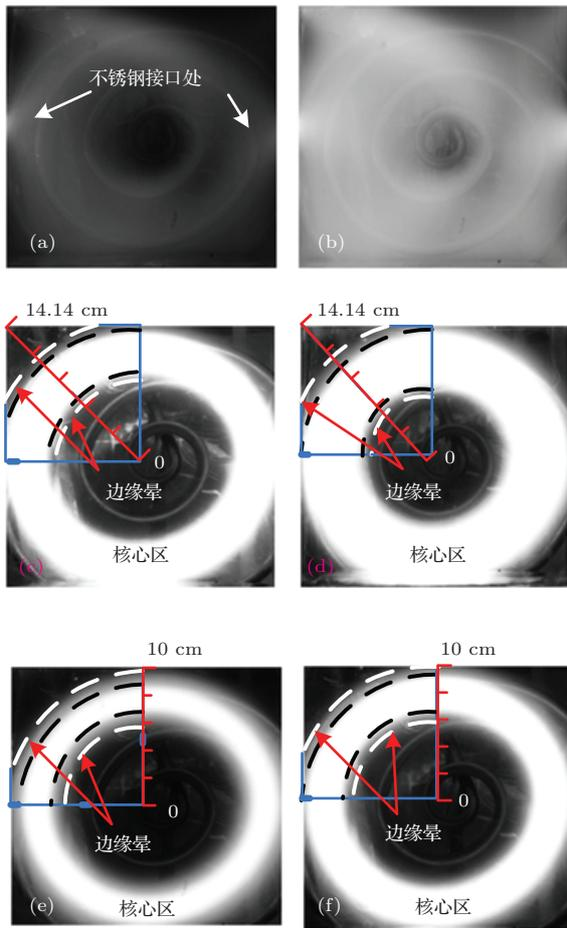 不锈钢接口处
(a)
(b)
14.14 cm
14.14 cm
0
0
边缘晕
边缘晕
核心区
核心区
(c)
(d)
10 cm
10 cm
0
0
边缘晕
边缘晕
(e)
核心区
(f)
核心区